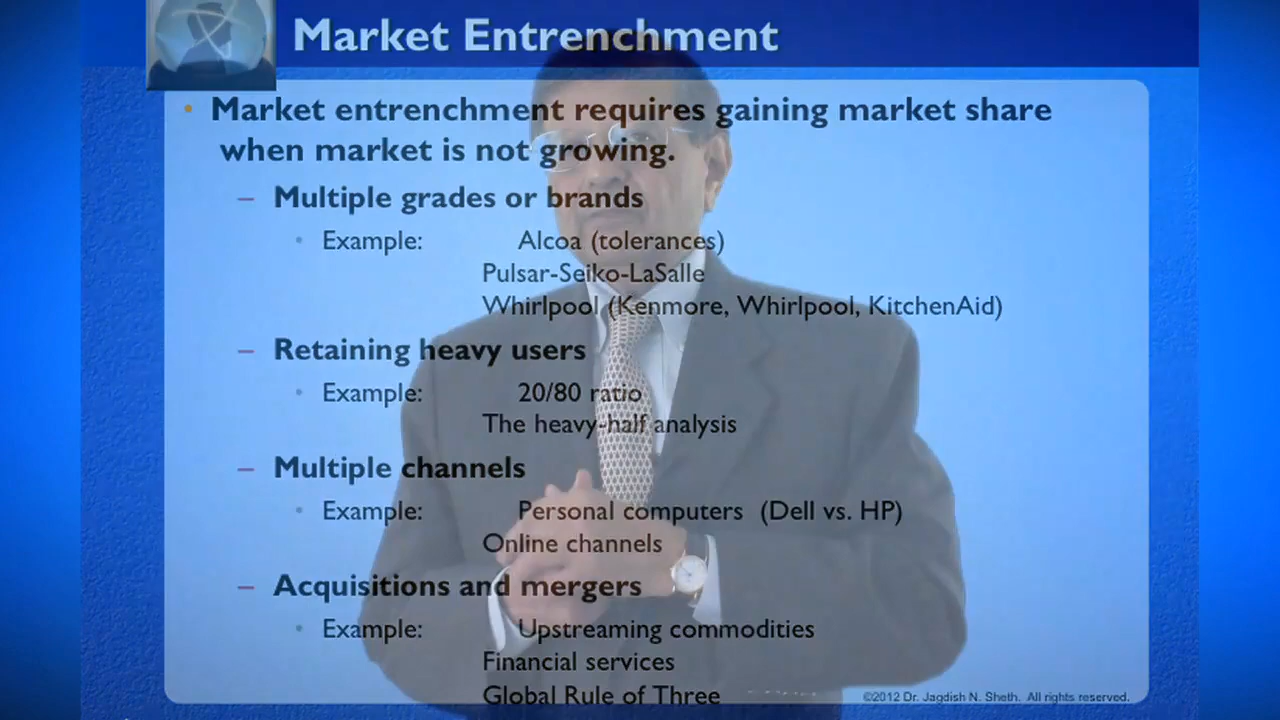 Market Entrenchment
• Market entrenchment requires gaining market share
when market is not growing.
– Multiple grades or brands
• Example: Alcoa (tolerances)
Pulsar-Seiko-LaSalle
Whirlpool (Kenmore, Whirlpool, KitchenAid)
– Retaining heavy users
• Example: 20/80 ratio
The heavy-half analysis
– Multiple channels
• Example: Personal computers (Dell vs. HP)
Online channels
– Acquisitions and mergers
• Example: Upstreaming commodities
Financial services
Global Rule of Three
©2012 Dr. Jagdish N. Sheth. All rights reserved.